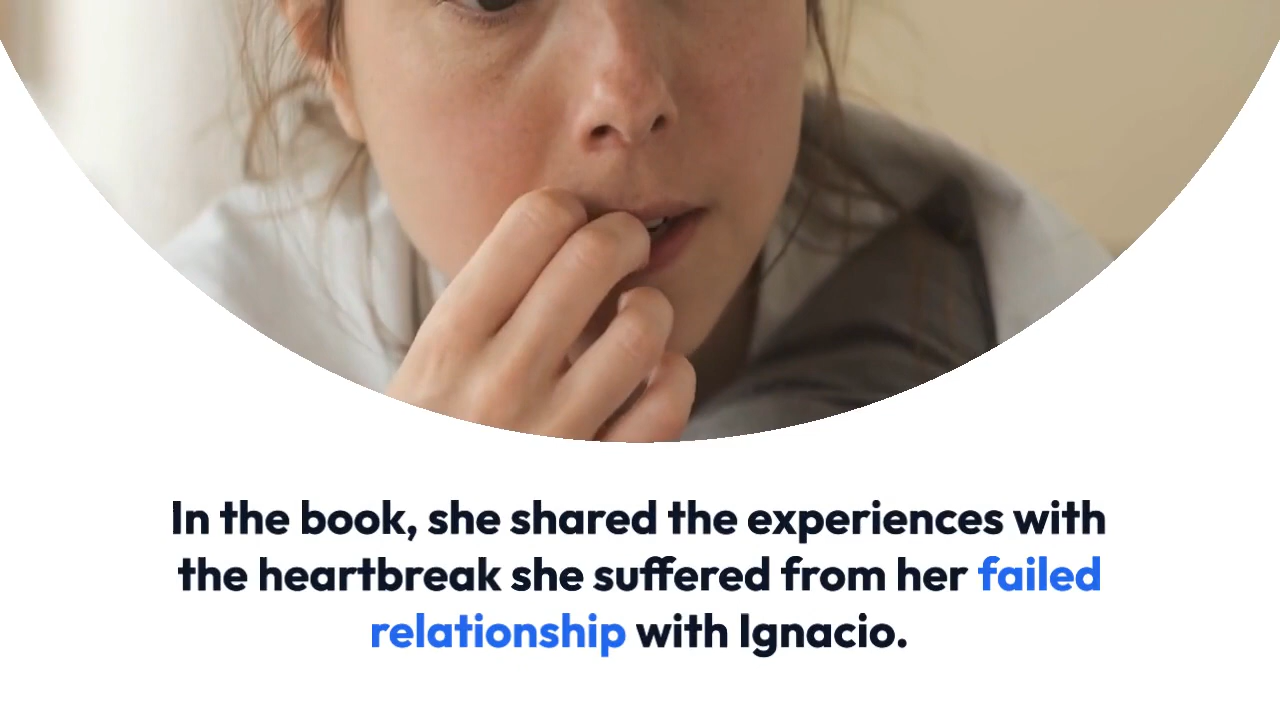 In the book, she shared the experiences with
the heartbreak she suffered from her failed
relationship with Ignacio.